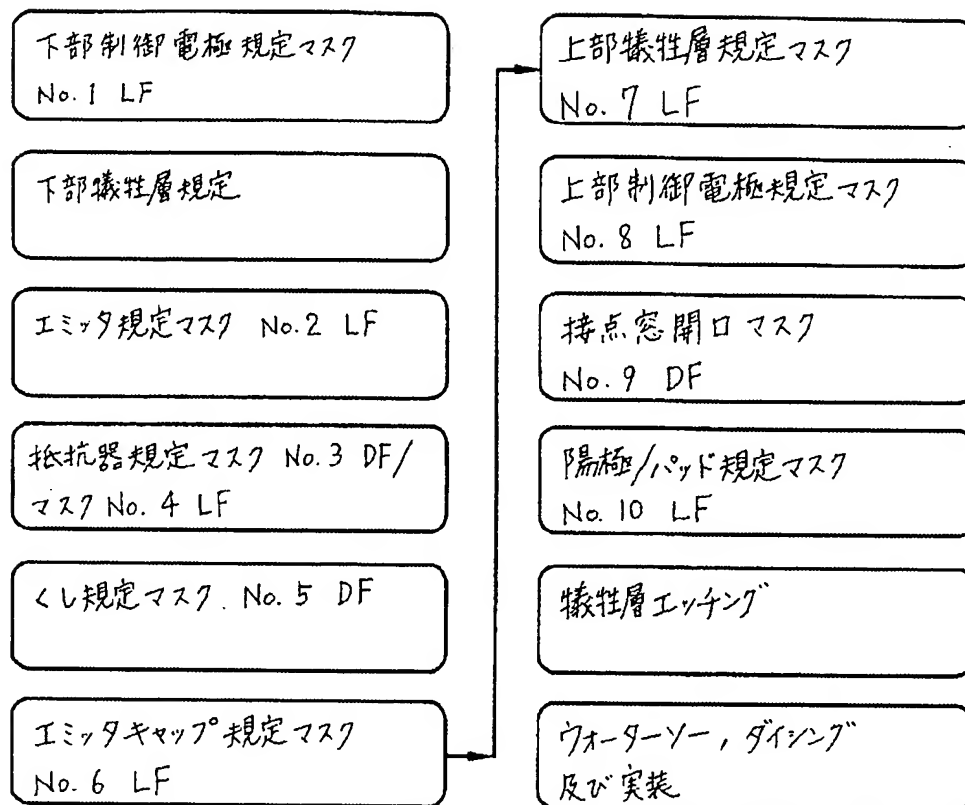 下部制御電極規定マスク
No.1 LF
下部犠牲層規定
エミッタ規定マスク No.2 LF
抵抗器規定マスク No.3 DF/
マスク No.4 LF
くし規定マスク. No.5 DF
エミッタキャップ規定マスク
No.6 LF
上部犠牲層規定マスク
No.7 LF
上部制御電極規定マスク
No.8 LF
接点窓開口マスク
No.9 DF
陽極/パッド規定マスク
No.10 LF
犠牲層エッチング
ウォーターソー,ダイシング
及び実装